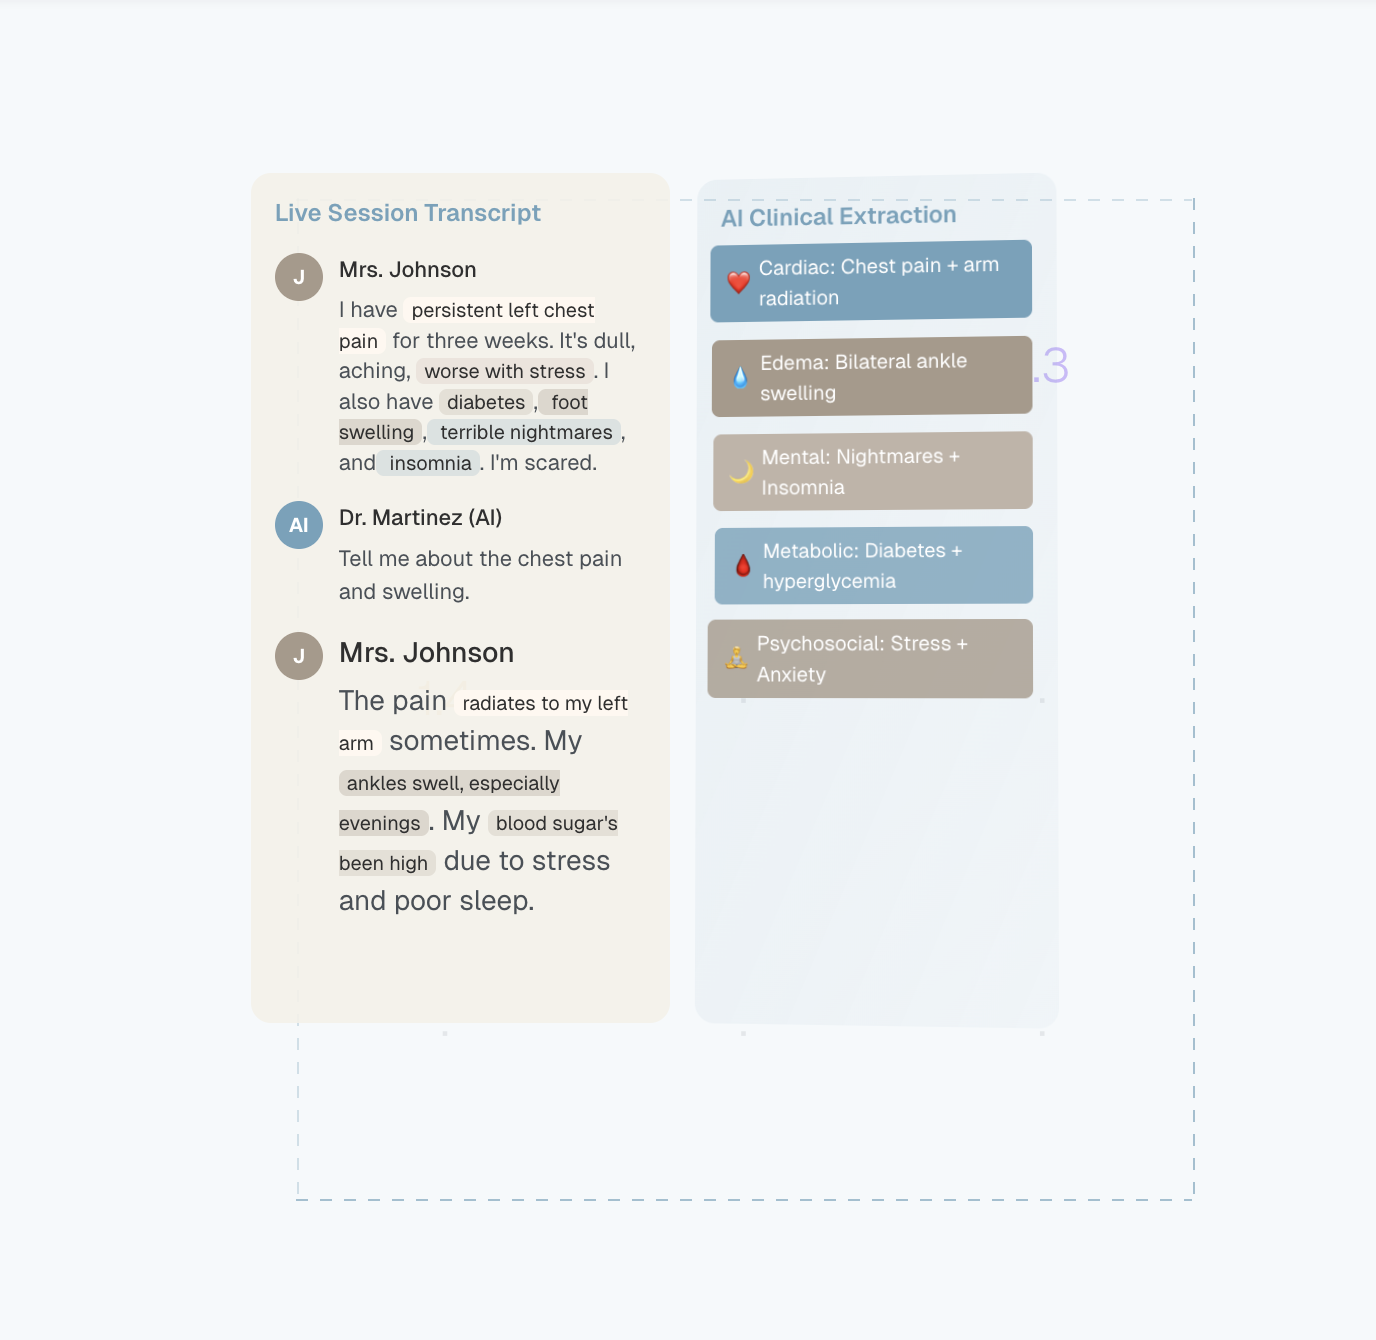 Live Session Transcript
J
Mrs. Johnson
I have persistent left chest
pain for three weeks. It's dull,
aching, worse with stress. I
also have diabetes, foot
swelling, terrible nightmares,
and insomnia. I'm scared.
AI
Dr. Martinez (AI)
Tell me about the chest pain
and swelling.
J
Mrs. Johnson
The pain radiates to my left
arm sometimes. My
ankles swell, especially
evenings. My blood sugar's
been high due to stress
and poor sleep.
AI Clinical Extraction
Cardiac: Chest pain + arm
radiation
Edema: Bilateral ankle
swelling
.3
Mental: Nightmares +
Insomnia
Metabolic: Diabetes +
hyperglycemia
Psychosocial: Stress +
Anxiety